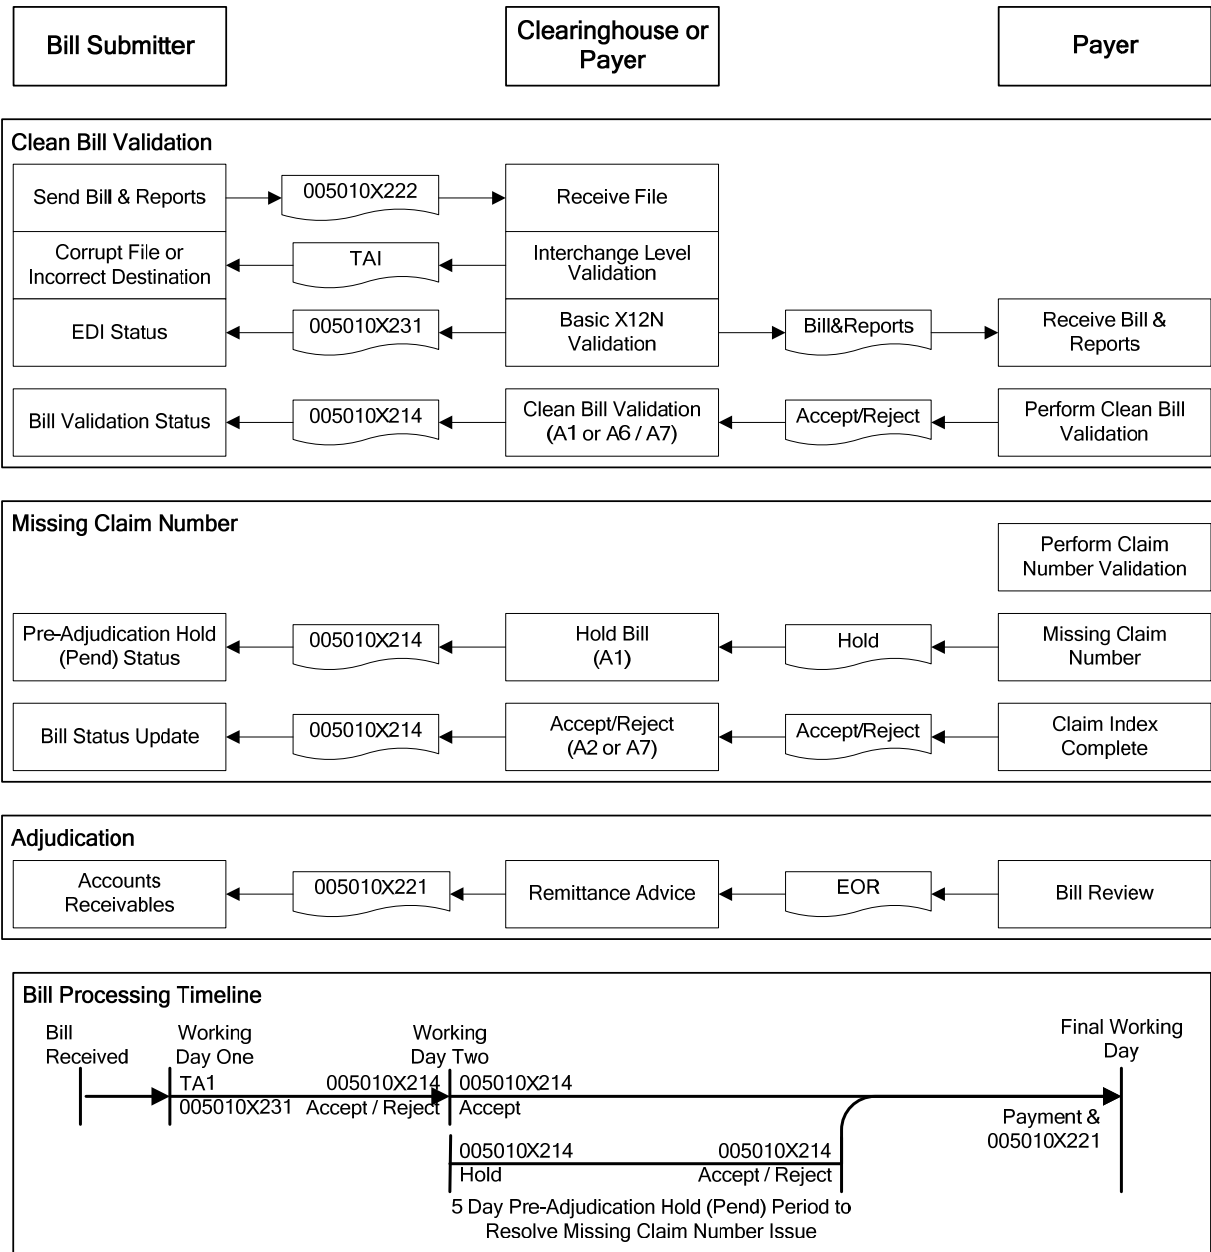 Bill Submitter
Clearinghouse or
Payer
Payer
Clean Bill Validation
Send Bill & Reports
005010X222
Receive File
Corrupt File or
Incorrect Destination
TAI
Interchange Level
Validation
EDI Status
005010X231
Basic X12N
Validation
Bill&Reports
Receive Bill &
Reports
Bill Validation Status
005010X214
Clean Bill Validation
(A1 or A6 / A7)
Accept/Reject
Perform Clean Bill
Validation
Missing Claim Number
Perform Claim
Number Validation
Pre-Adjudication Hold
(Pend) Status
005010X214
Hold Bill
(A1)
Hold
Missing Claim
Number
Bill Status Update
005010X214
Accept/Reject
(A2 or A7)
Accept/Reject
Claim Index
Complete
Adjudication
Accounts
Receivables
005010X221
Remittance Advice
EOR
Bill Review
Bill Processing Timeline
Bill
Received
Working
Day One
Working
Day Two
Final Working
Day
TA1
005010X231
005010X214
Accept / Reject
005010X214
Accept
Payment &
005010X221
005010X214
Hold
005010X214
Accept / Reject
5 Day Pre-Adjudication Hold (Pend) Period to
Resolve Missing Claim Number Issue